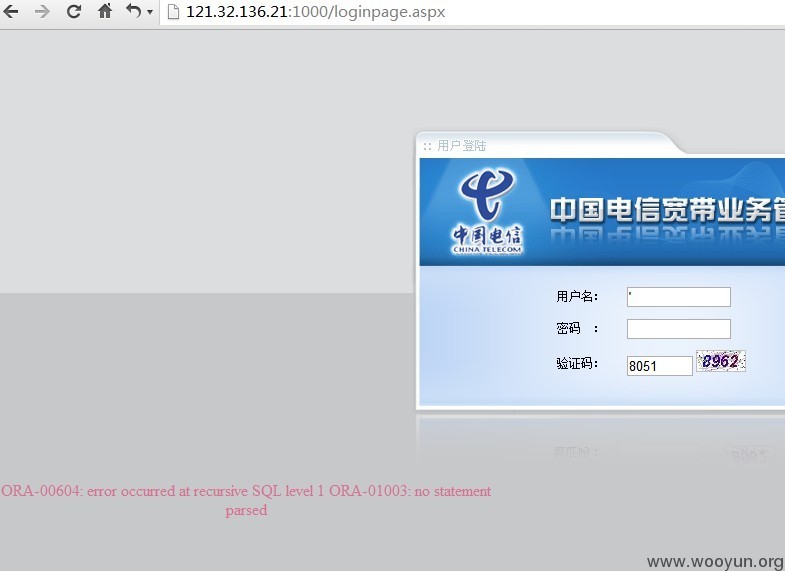 121.32.136.21:1000/loginpage.aspx
:: 用户登陆
中国电信
CHINA TELECOM
中国电信宽带业务管
用户名：
'
密码 ：
验证码：
8051
8962
ORA-00604: error occurred at recursive SQL level 1 ORA-01003: no statement
parsed
www.wooyun.org